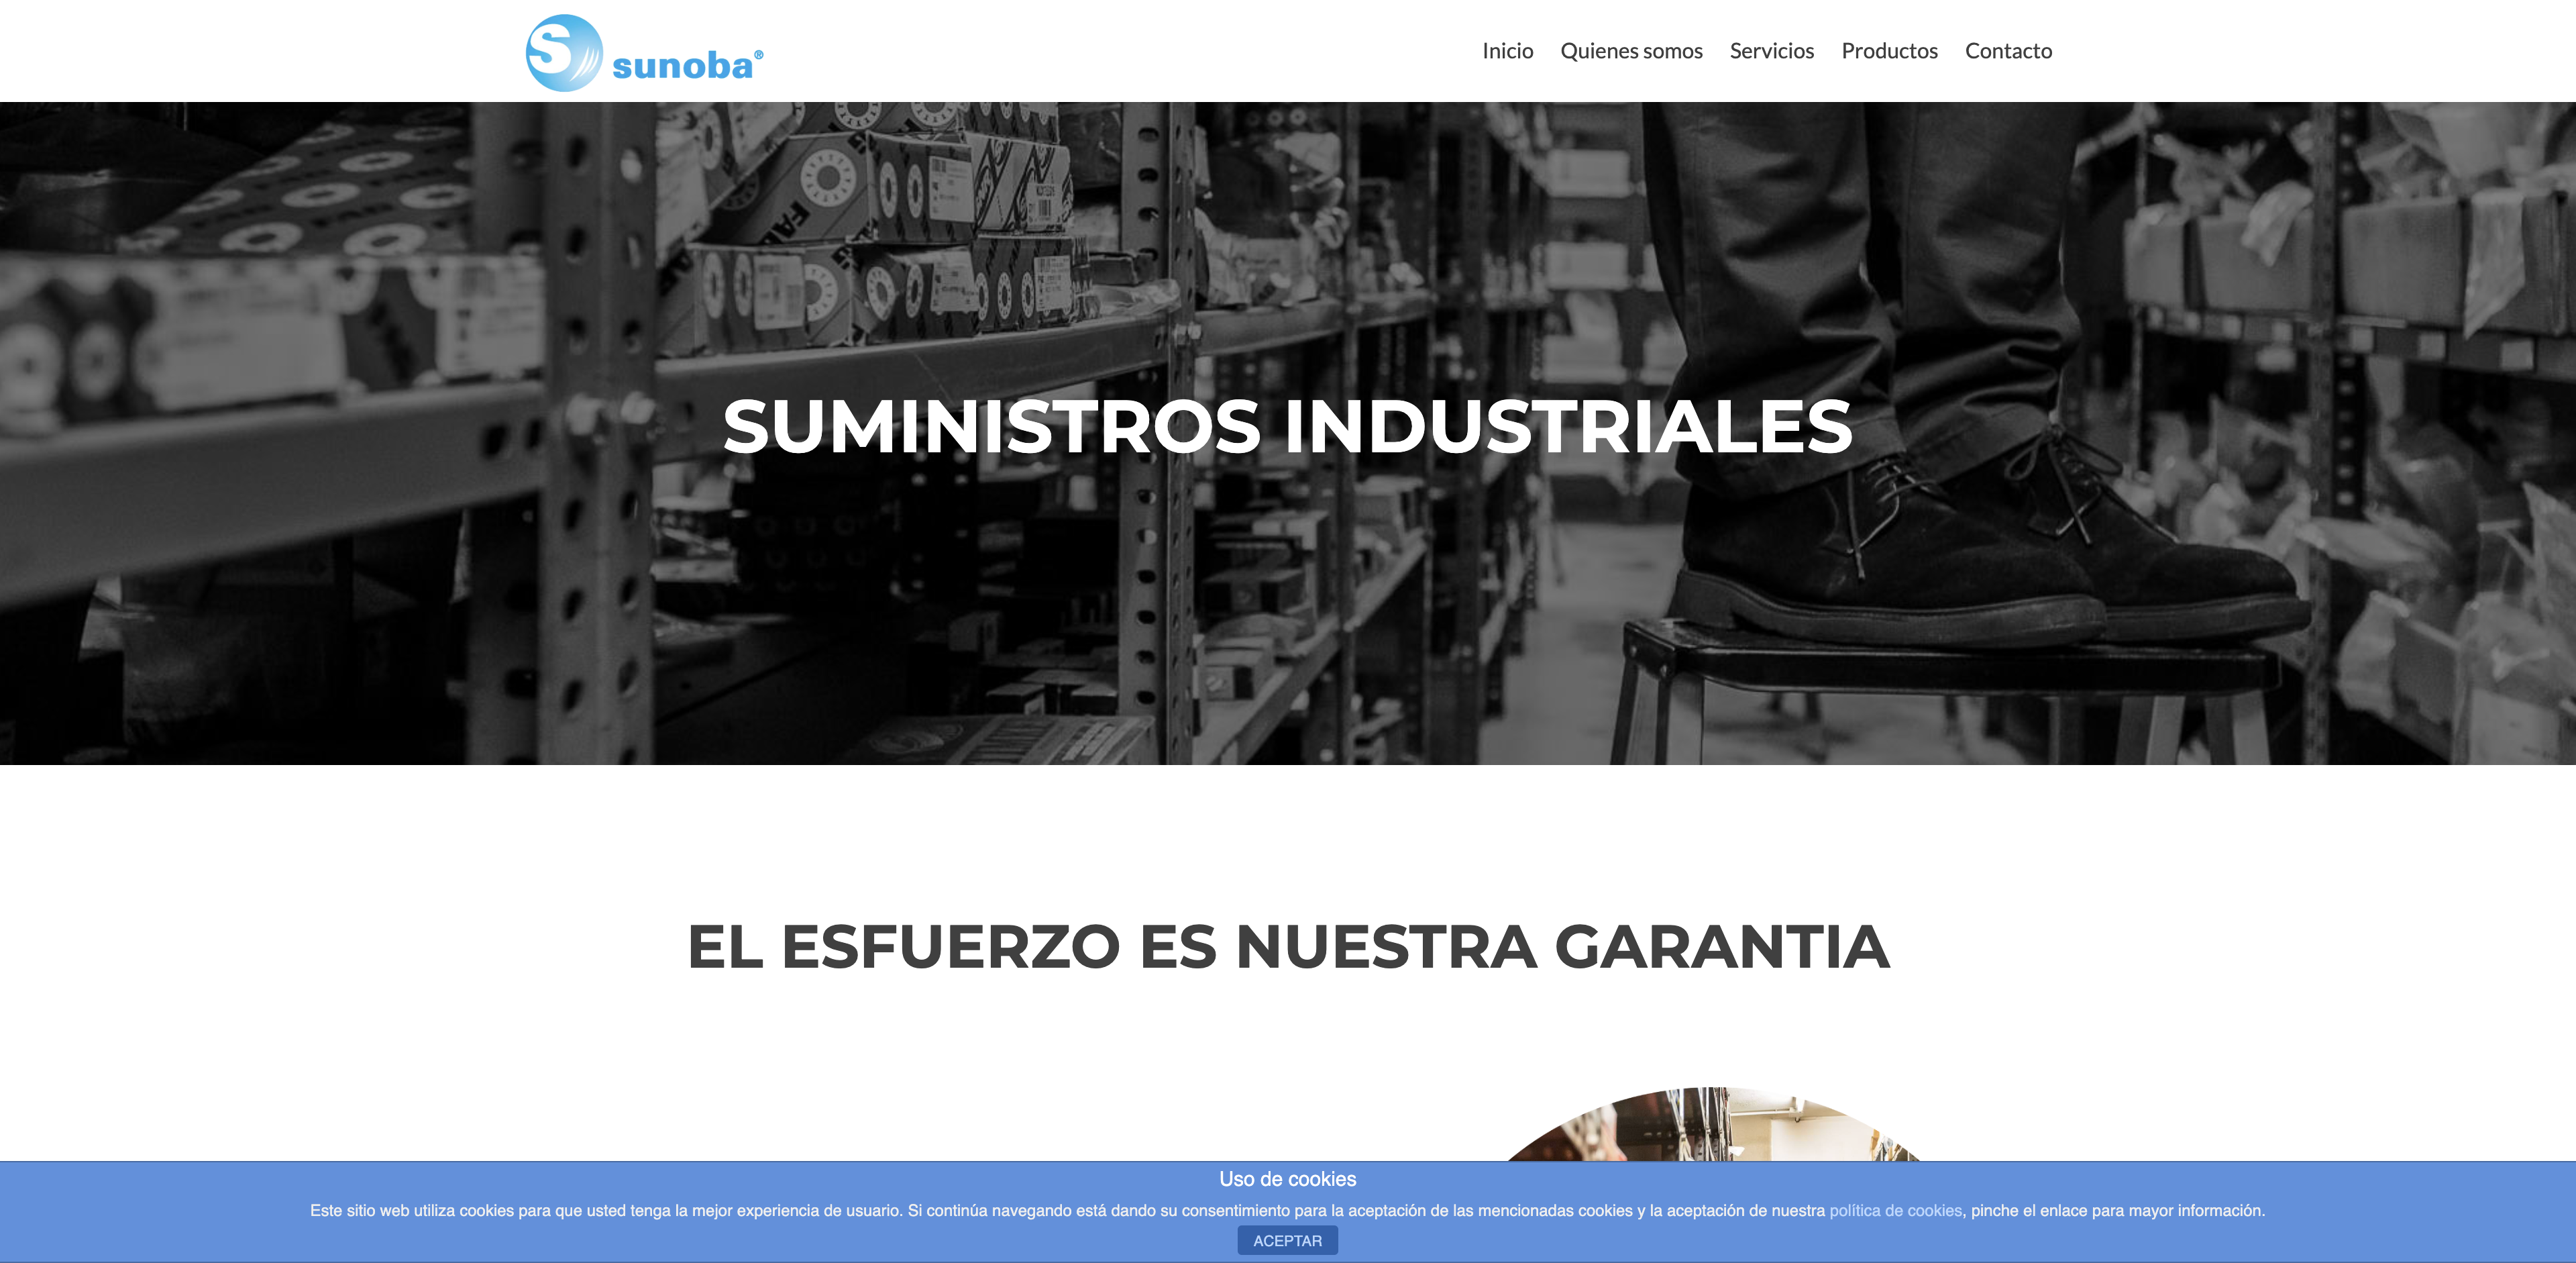 sunoba®
Inicio Quienes somos Servicios Productos Contacto
SUMINISTROS INDUSTRIALES
EL ESFUERZO ES NUESTRA GARANTIA
Uso de cookies
Este sitio web utiliza cookies para que usted tenga la mejor experiencia de usuario. Si continúa navegando está dando su consentimiento para la aceptación de las mencionadas cookies y la aceptación de nuestra política de cookies, pinche el enlace para mayor información.
ACEPTAR